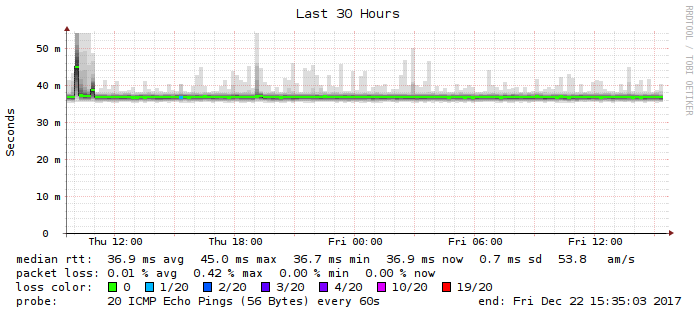 Last 30 Hours
RRDTOOL / TOBI OETIKER
Seconds
50 m
40 m
30 m
20 m
10 m
0
Thu 12:00 Thu 18:00 Fri 00:00 Fri 06:00 Fri 12:00
median rtt: 36.9 ms avg 45.0 ms max 36.7 ms min 36.9 ms now 0.7 ms sd 53.8 am/s
packet loss: 0.01 % avg 0.42 % max 0.00 % min 0.00 % now
loss color: 0 1/20 2/20 3/20 4/20 10/20 19/20
probe: 20 ICMP Echo Pings (56 Bytes) every 60s end: Fri Dec 22 15:35:03 2017